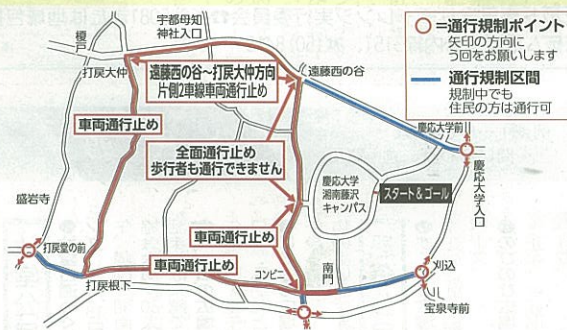 宇都母知
神社入口
榎戸
打戻大仲
遠藤西の谷~打戻大仲方向
片側2車線車両通行止め
遠藤西の谷
=通行規制ポイント
矢印の方向に
う回をお願いします
通行規制区間
規制中でも
住民の方は通行可
車両通行止め
全面通行止め
歩行者も通行できません
慶応大学前
慶応大学入口
慶応大学
湘南藤沢
キャンパス
スタート&ゴール
盛岩寺
打戻堂の前
車両通行止め
車両通行止め
コンビニ
南門
刈込
打戻根下
宝泉寺前